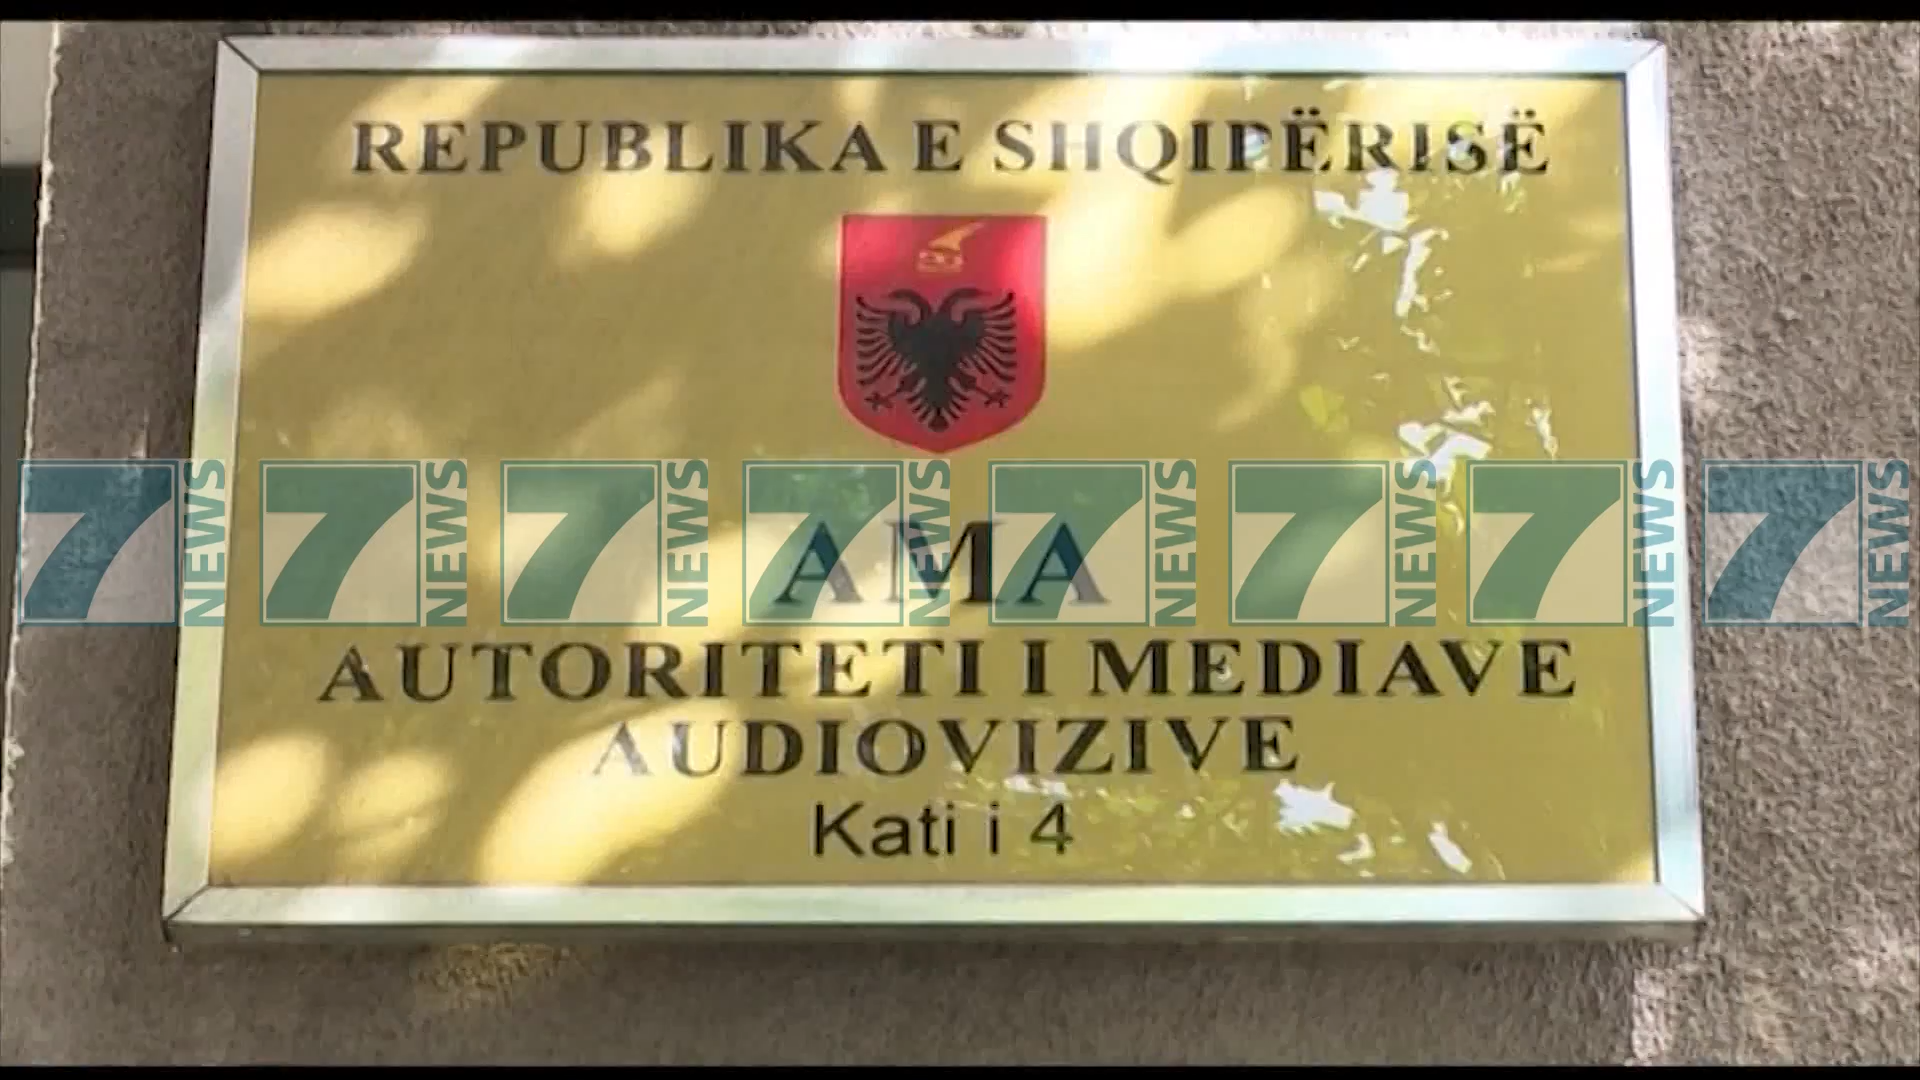 REPUBLIKA E SHQIPËRISË
7 NEWS 7 NEWS 7 NEWS 7 NEWS 7 NEWS 7 NEWS 7 NEWS 7 NEWS
AMA
AUTORITETI I MEDIAVE
AUDIOVIZIVE
Kati i 4